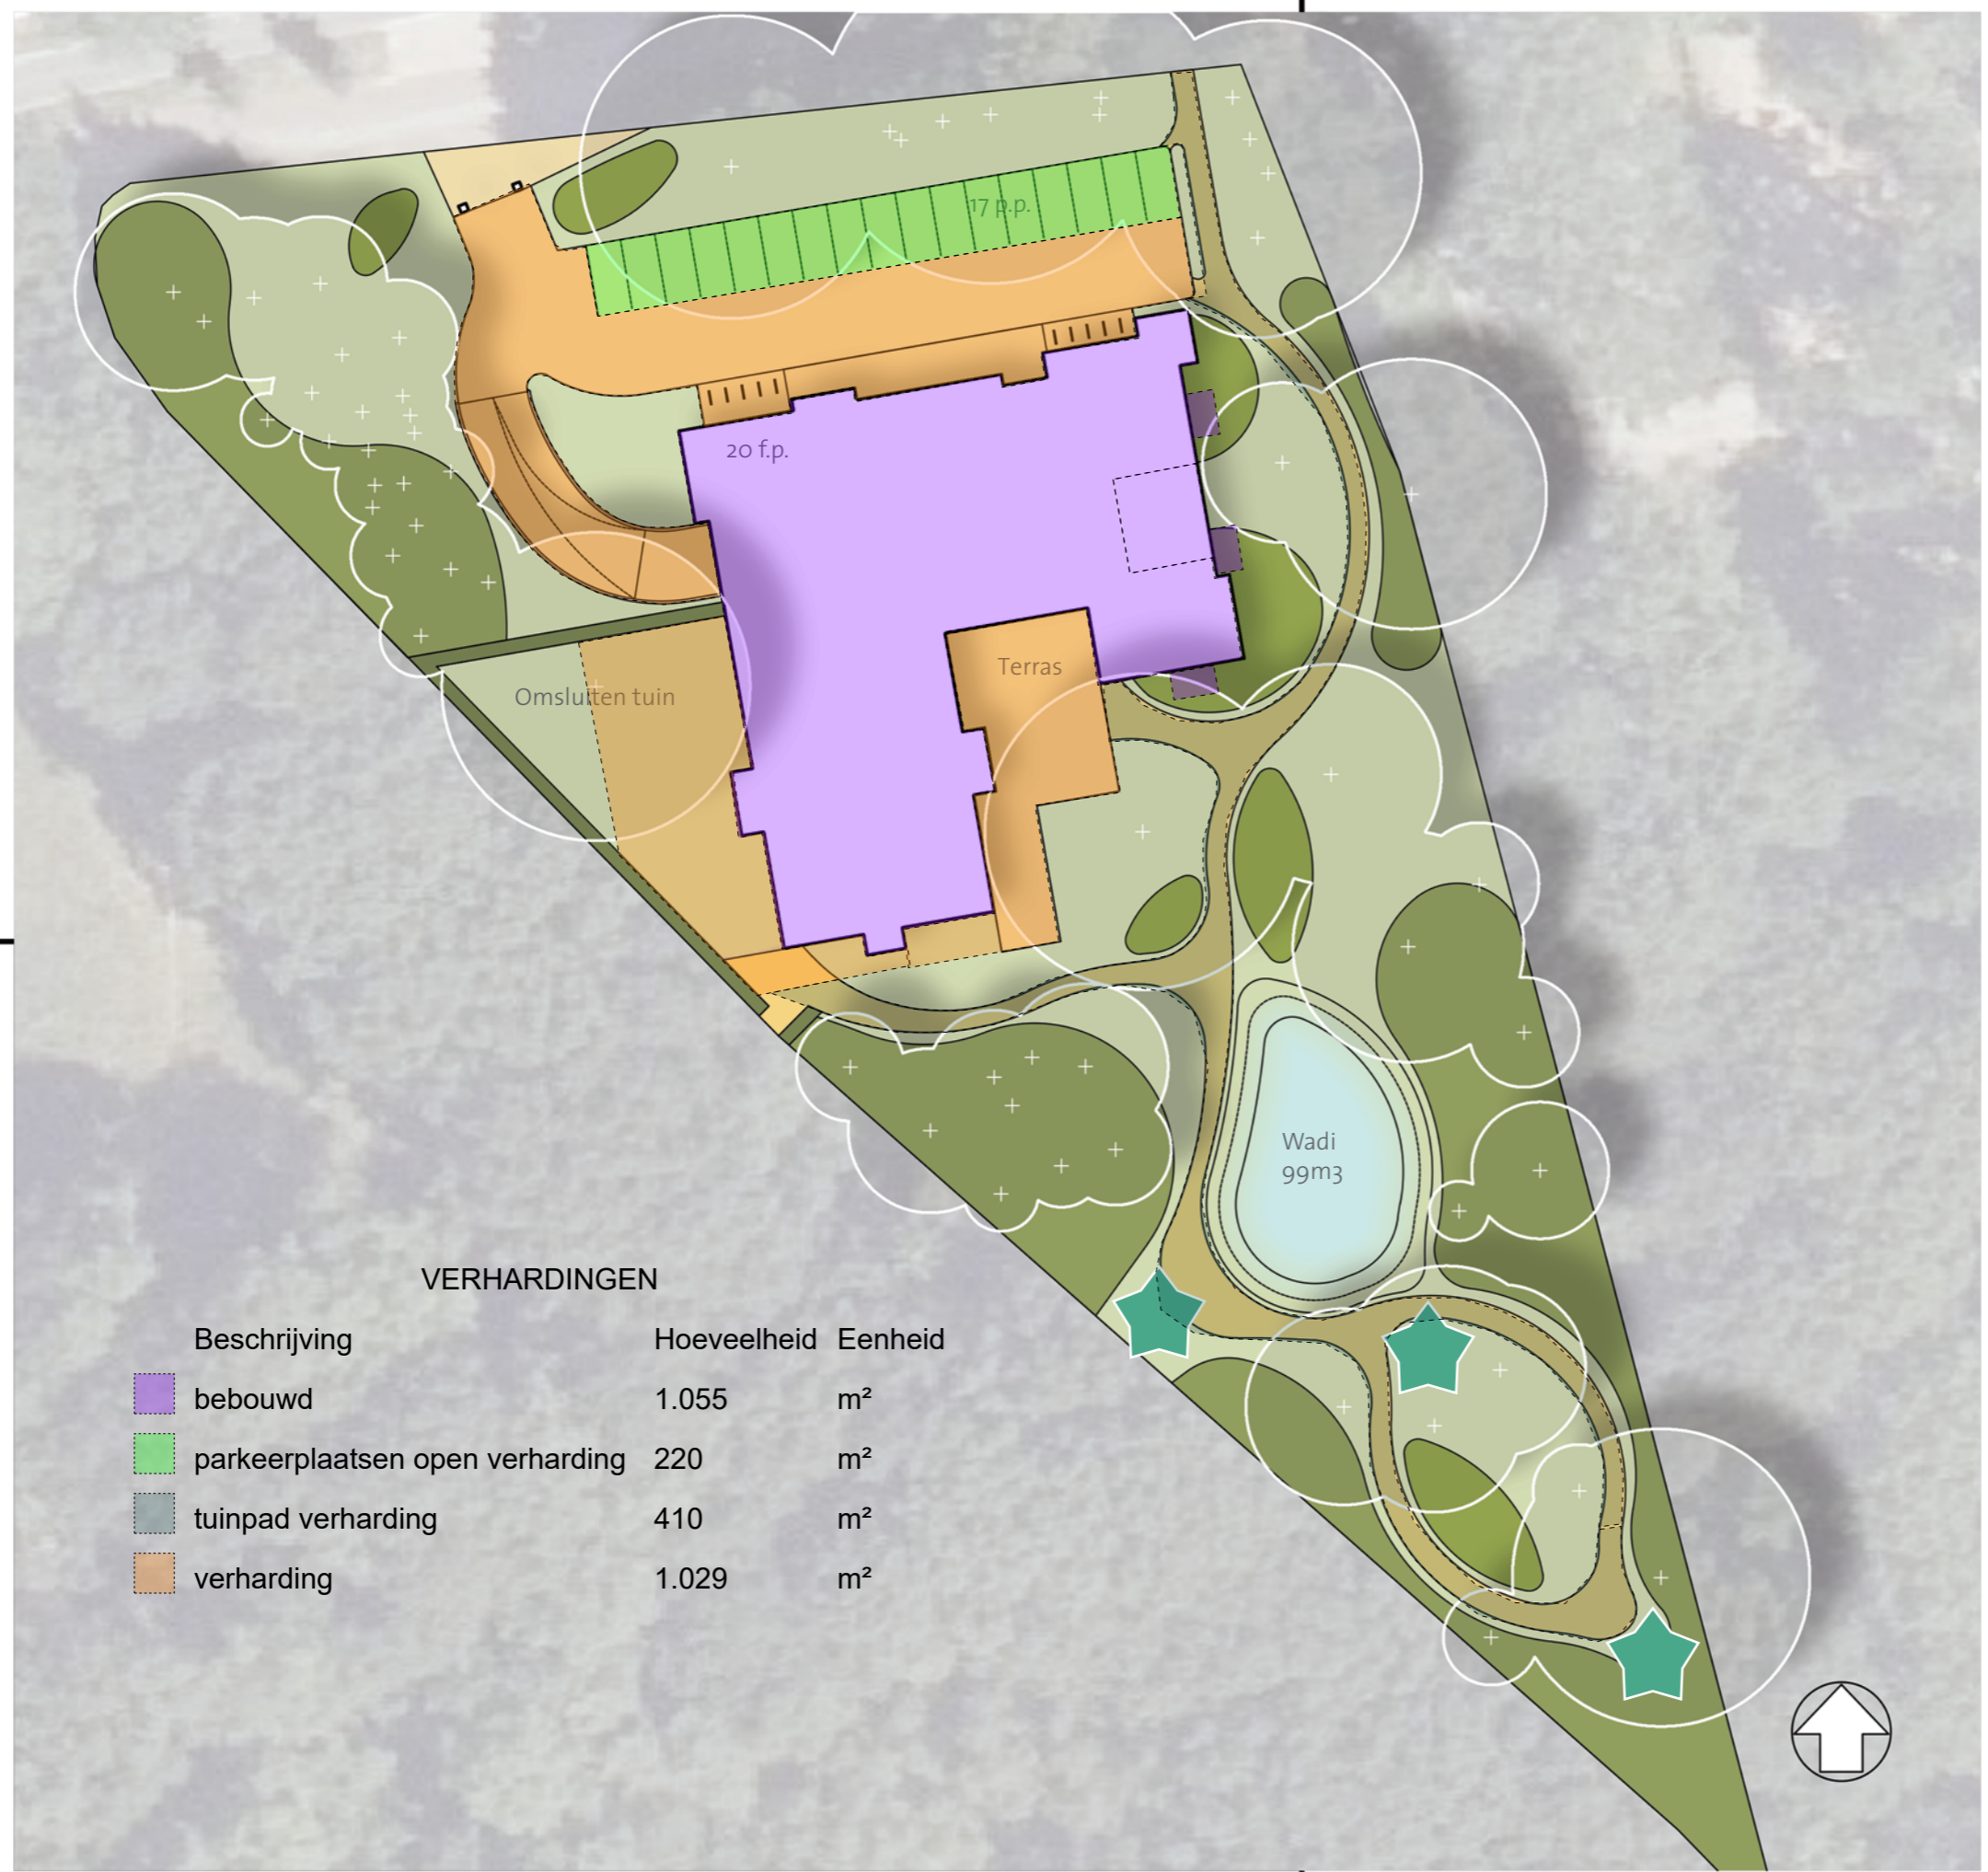 17 p.p.
20 f.p.
Terras
Omsluiten tuin
Wadi
99m3
VERHARDINGEN
Beschrijving Hoeveelheid Eenheid
bebouwd 1.055 m²
parkeerplaatsen open verharding 220 m²
tuinpad verharding 410 m²
verharding 1.029 m²